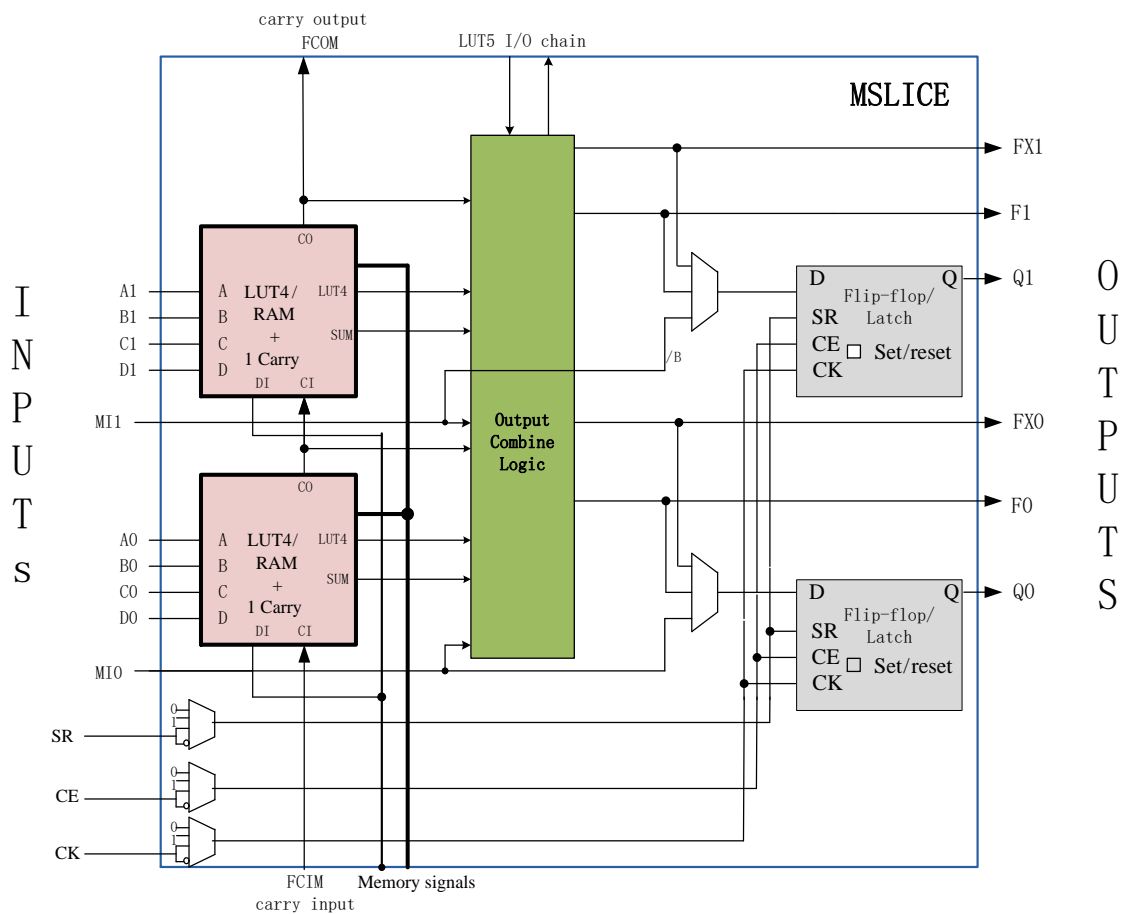 carry output
FCOM
LUT5 I/O chain
MSLICE
INPUTs
OUTPUTS
FX1
F1
Q1
FX0
F0
Q0
CO
A1
B1
C1
D1
A
B
C
D
LUT4/
RAM
+
1 Carry
LUT4
SUM
DI
CI
MI1
/B
Output
Combine
Logic
D
Q
Flip-flop/
Latch
SR
CE
CK
Set/reset
CO
A0
B0
C0
D0
A
B
C
D
LUT4/
RAM
+
1 Carry
LUT4
SUM
DI
CI
MI0
D
Q
Flip-flop/
Latch
SR
CE
CK
Set/reset
0
1
SR
0
1
CE
0
1
CK
FCIM
carry input
Memory signals